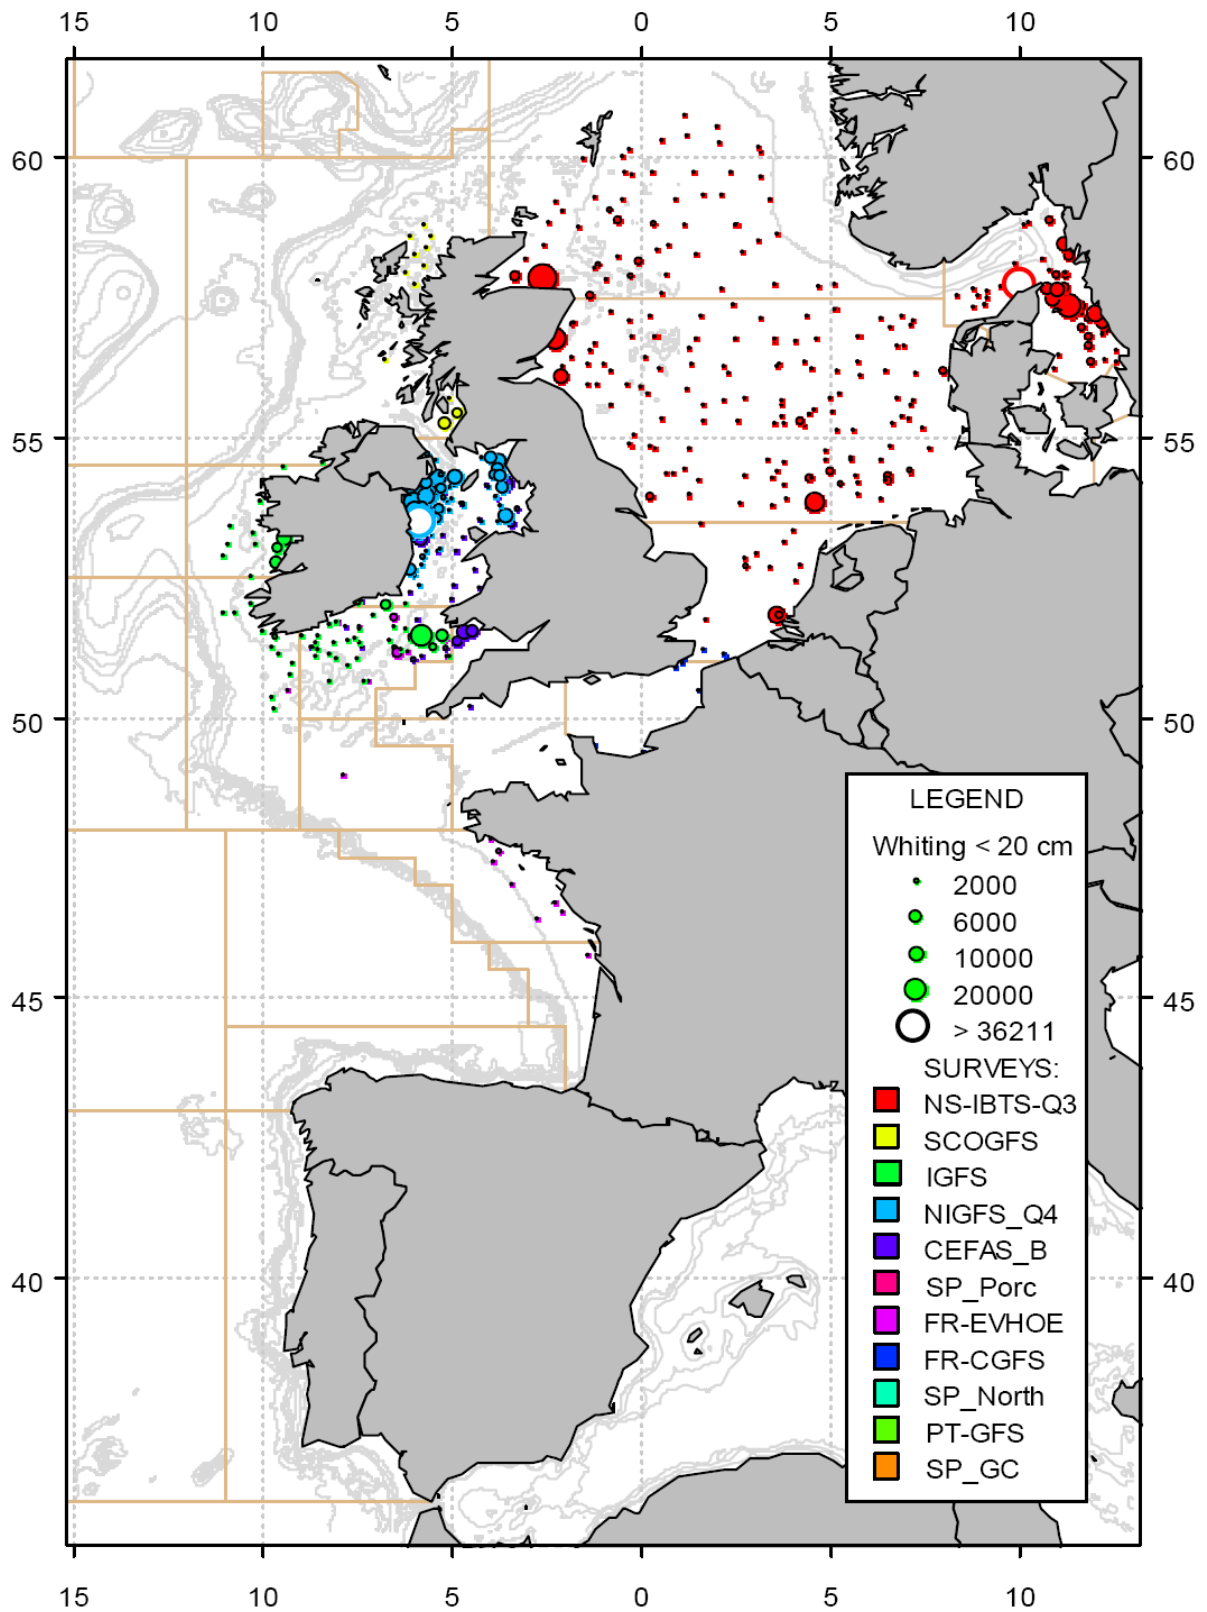 15 10 5 0 5 10
60 60
55 55
50 50
LEGEND
Whiting < 20 cm
2000
6000
10000
20000
> 36211
SURVEYS:
NS-IBTS-Q3
SCOGFS
IGFS
NIGFS_Q4
CEFAS_B
SP_Porc
FR-EVHOE
FR-CGFS
SP_North
PT-GFS
SP_GC
45 45
40 40
15 10 5 0 5 10